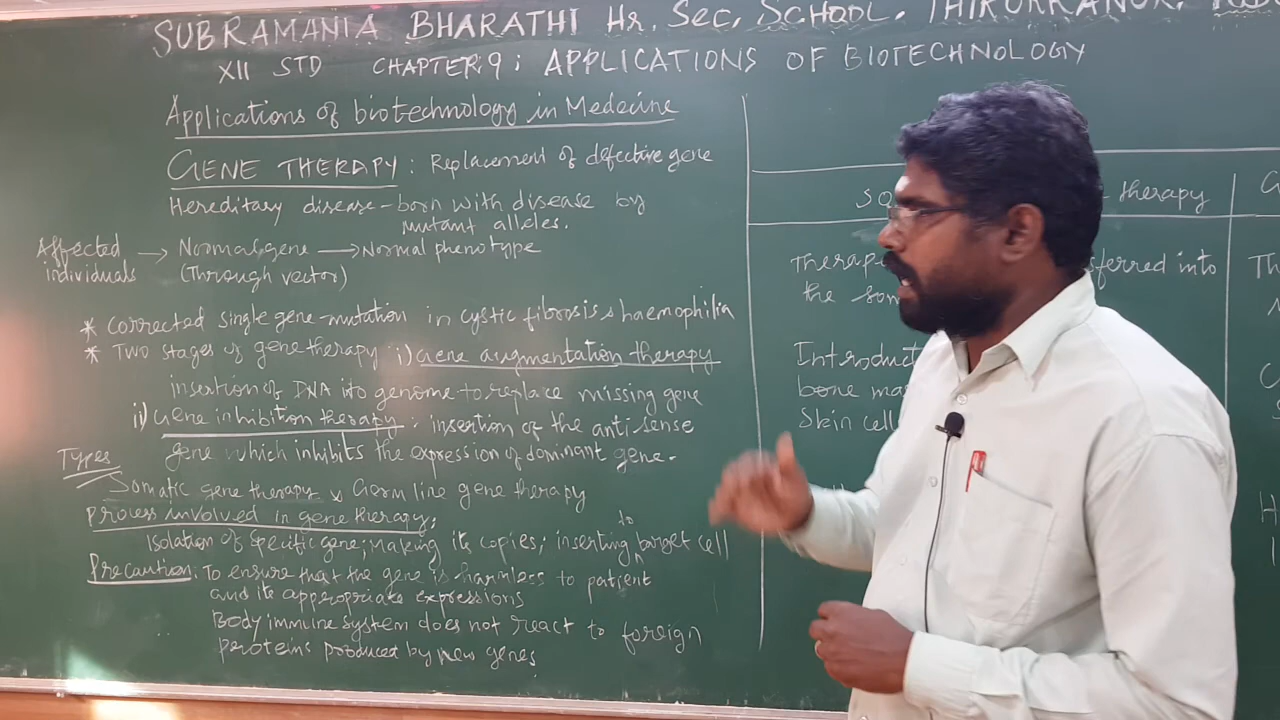 SUBRAMANIA BHARATHI Hr. Sec. SCHOOL. THIRUKKANUR.
XII STD CHAPTER 9: APPLICATIONS OF BIOTECHNOLOGY
Applications of biotechnology in Medecine
GENE THERAPY: Replacement of defective gene
Hereditary disease - born with disease by
mutant alleles.
Affected individuals → Normal gene → Normal phenotype
(Through vector)
* Corrected single gene mutation in cystic fibrosis & haemophilia
* Two stages of gene therapy i) Gene augmentation therapy
insertion of DNA into genome to replace missing gene
ii) Gene inhibition therapy: insertion of the anti sense
gene which inhibits the expression of dominant gene.
Types
Somatic gene therapy & Germ line gene therapy
Process involved in gene therapy:
Isolation of specific gene; Making its copies; inserting to target cell
Precaution: To ensure that the gene is harmless to patient
and its appropriate expressions
Body immune system does not react to foreign
proteins produced by new genes
therapy
Therape
ferred into
the som
Introduct
bone ma
Skin cell